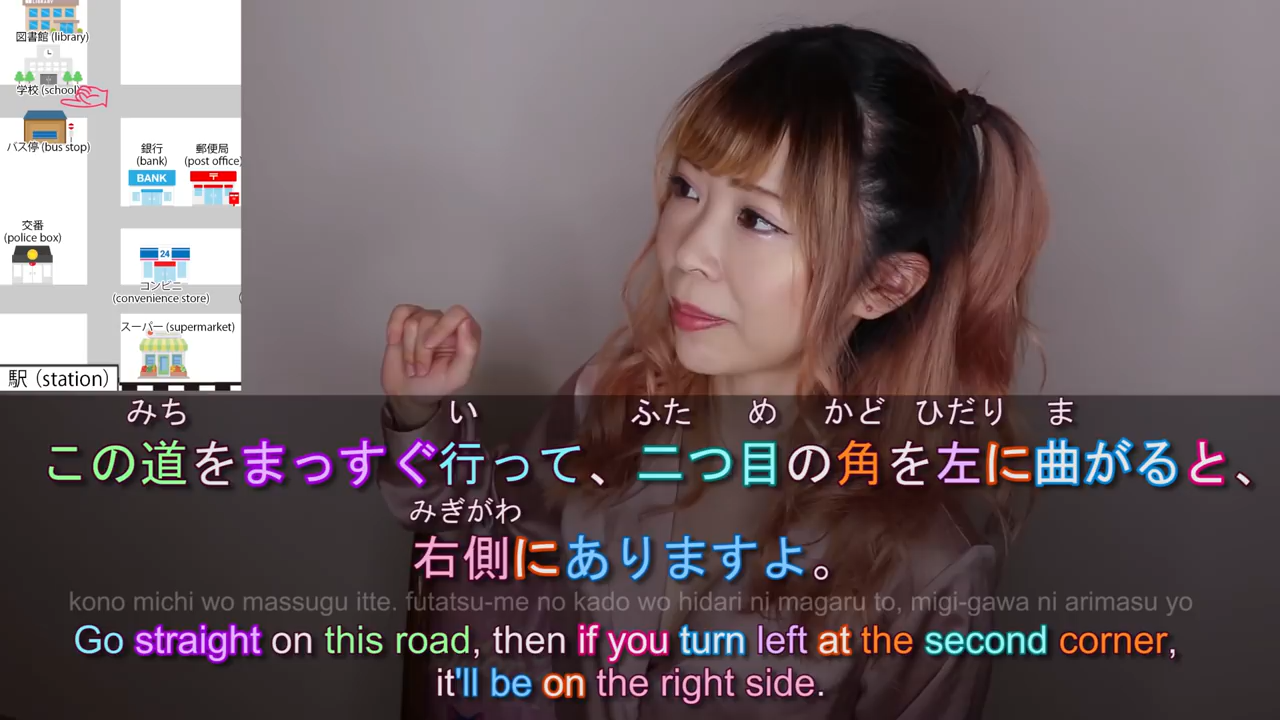 LIBRARY
図書館 (library)
学校 (school)
バス停 (bus stop)
銀行
(bank)
BANK
郵便局
(post office)
〒
交番
(police box)
24
コンビニ
(convenience store)
スーパー (supermarket)
駅 (station)
みち い ふた め かど ひだり ま
この道をまっすぐ行って、二つ目の角を左に曲がると、
みぎがわ
右側にありますよ。
kono michi wo massugu itte. futatsu-me no kado wo hidari ni magaru to, migi-gawa ni arimasu yo
Go straight on this road, then if you turn left at the second corner,
it'll be on the right side.